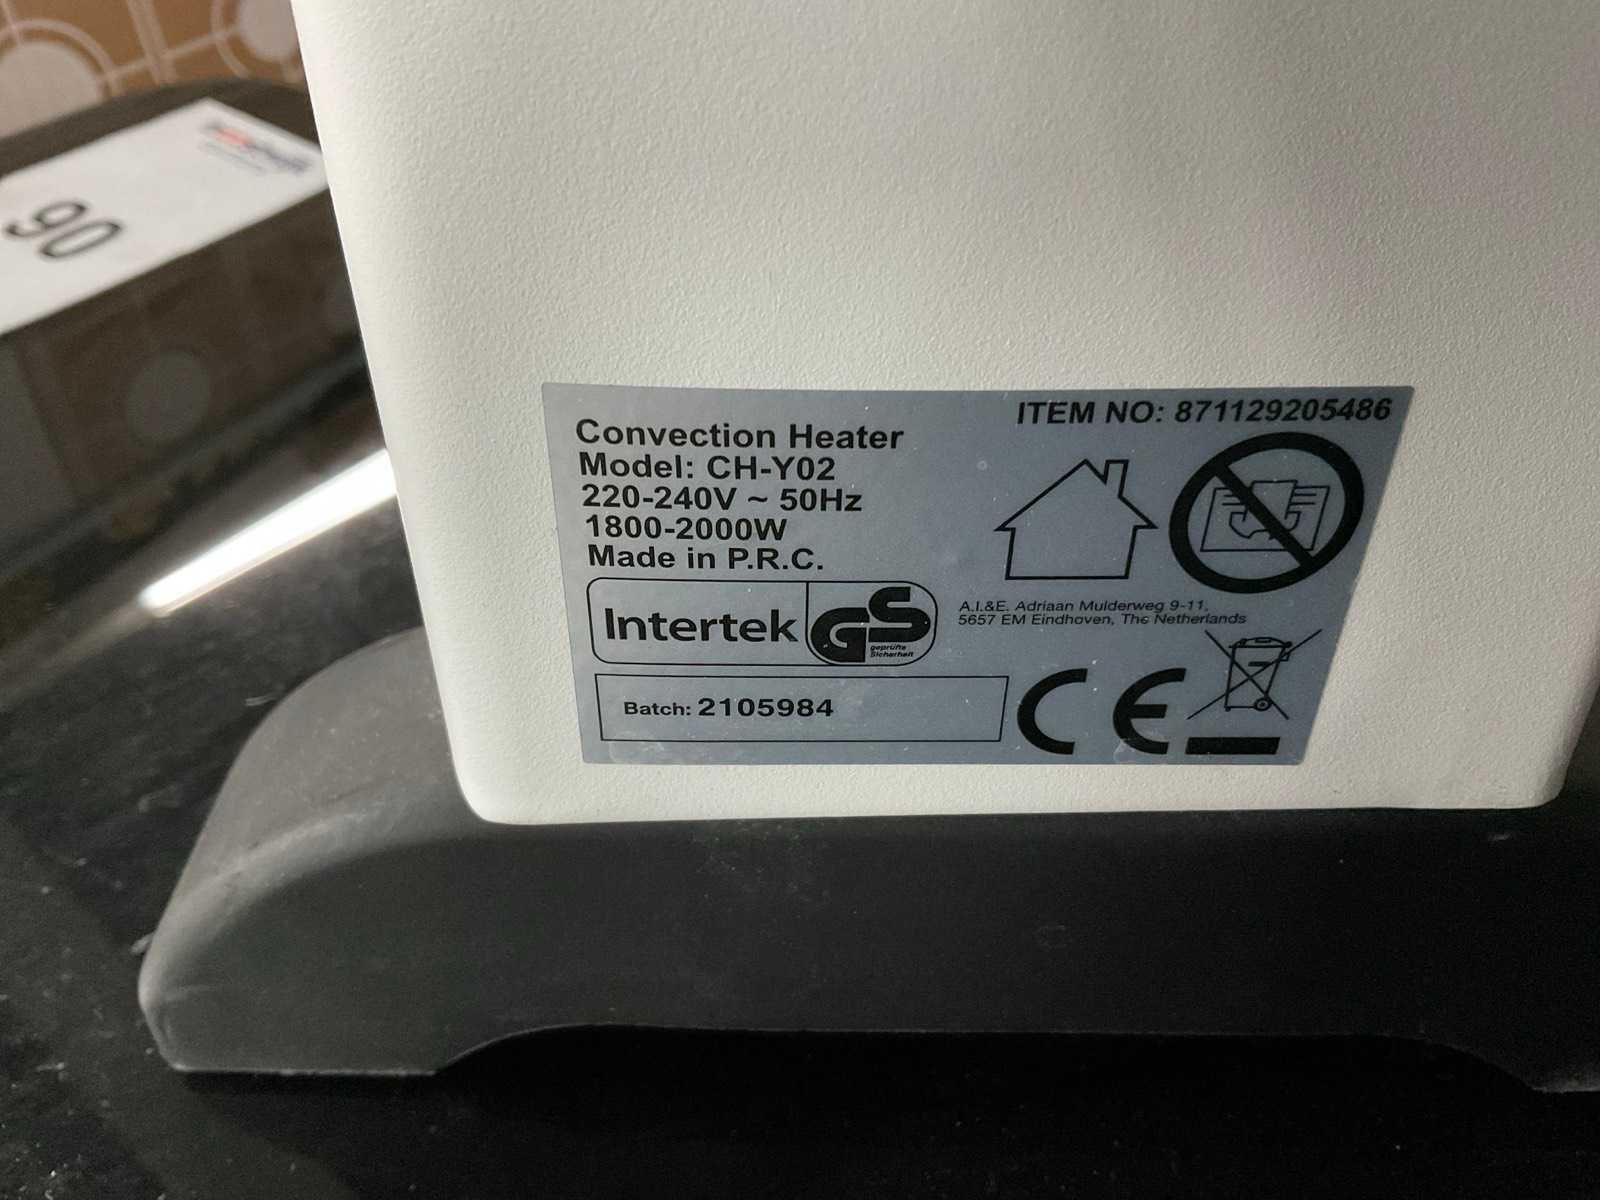 90
ITEM NO: 871129205486
Convection Heater
Model: CH-Y02
220-240V ~ 50Hz
1800-2000W
Made in P.R.C.
Intertek
GS
geprüfte
Sicherheit
A.I.&E. Adriaan Mulderweg 9-11,
5657 EM Eindhoven, The Netherlands
Batch: 2105984
CE